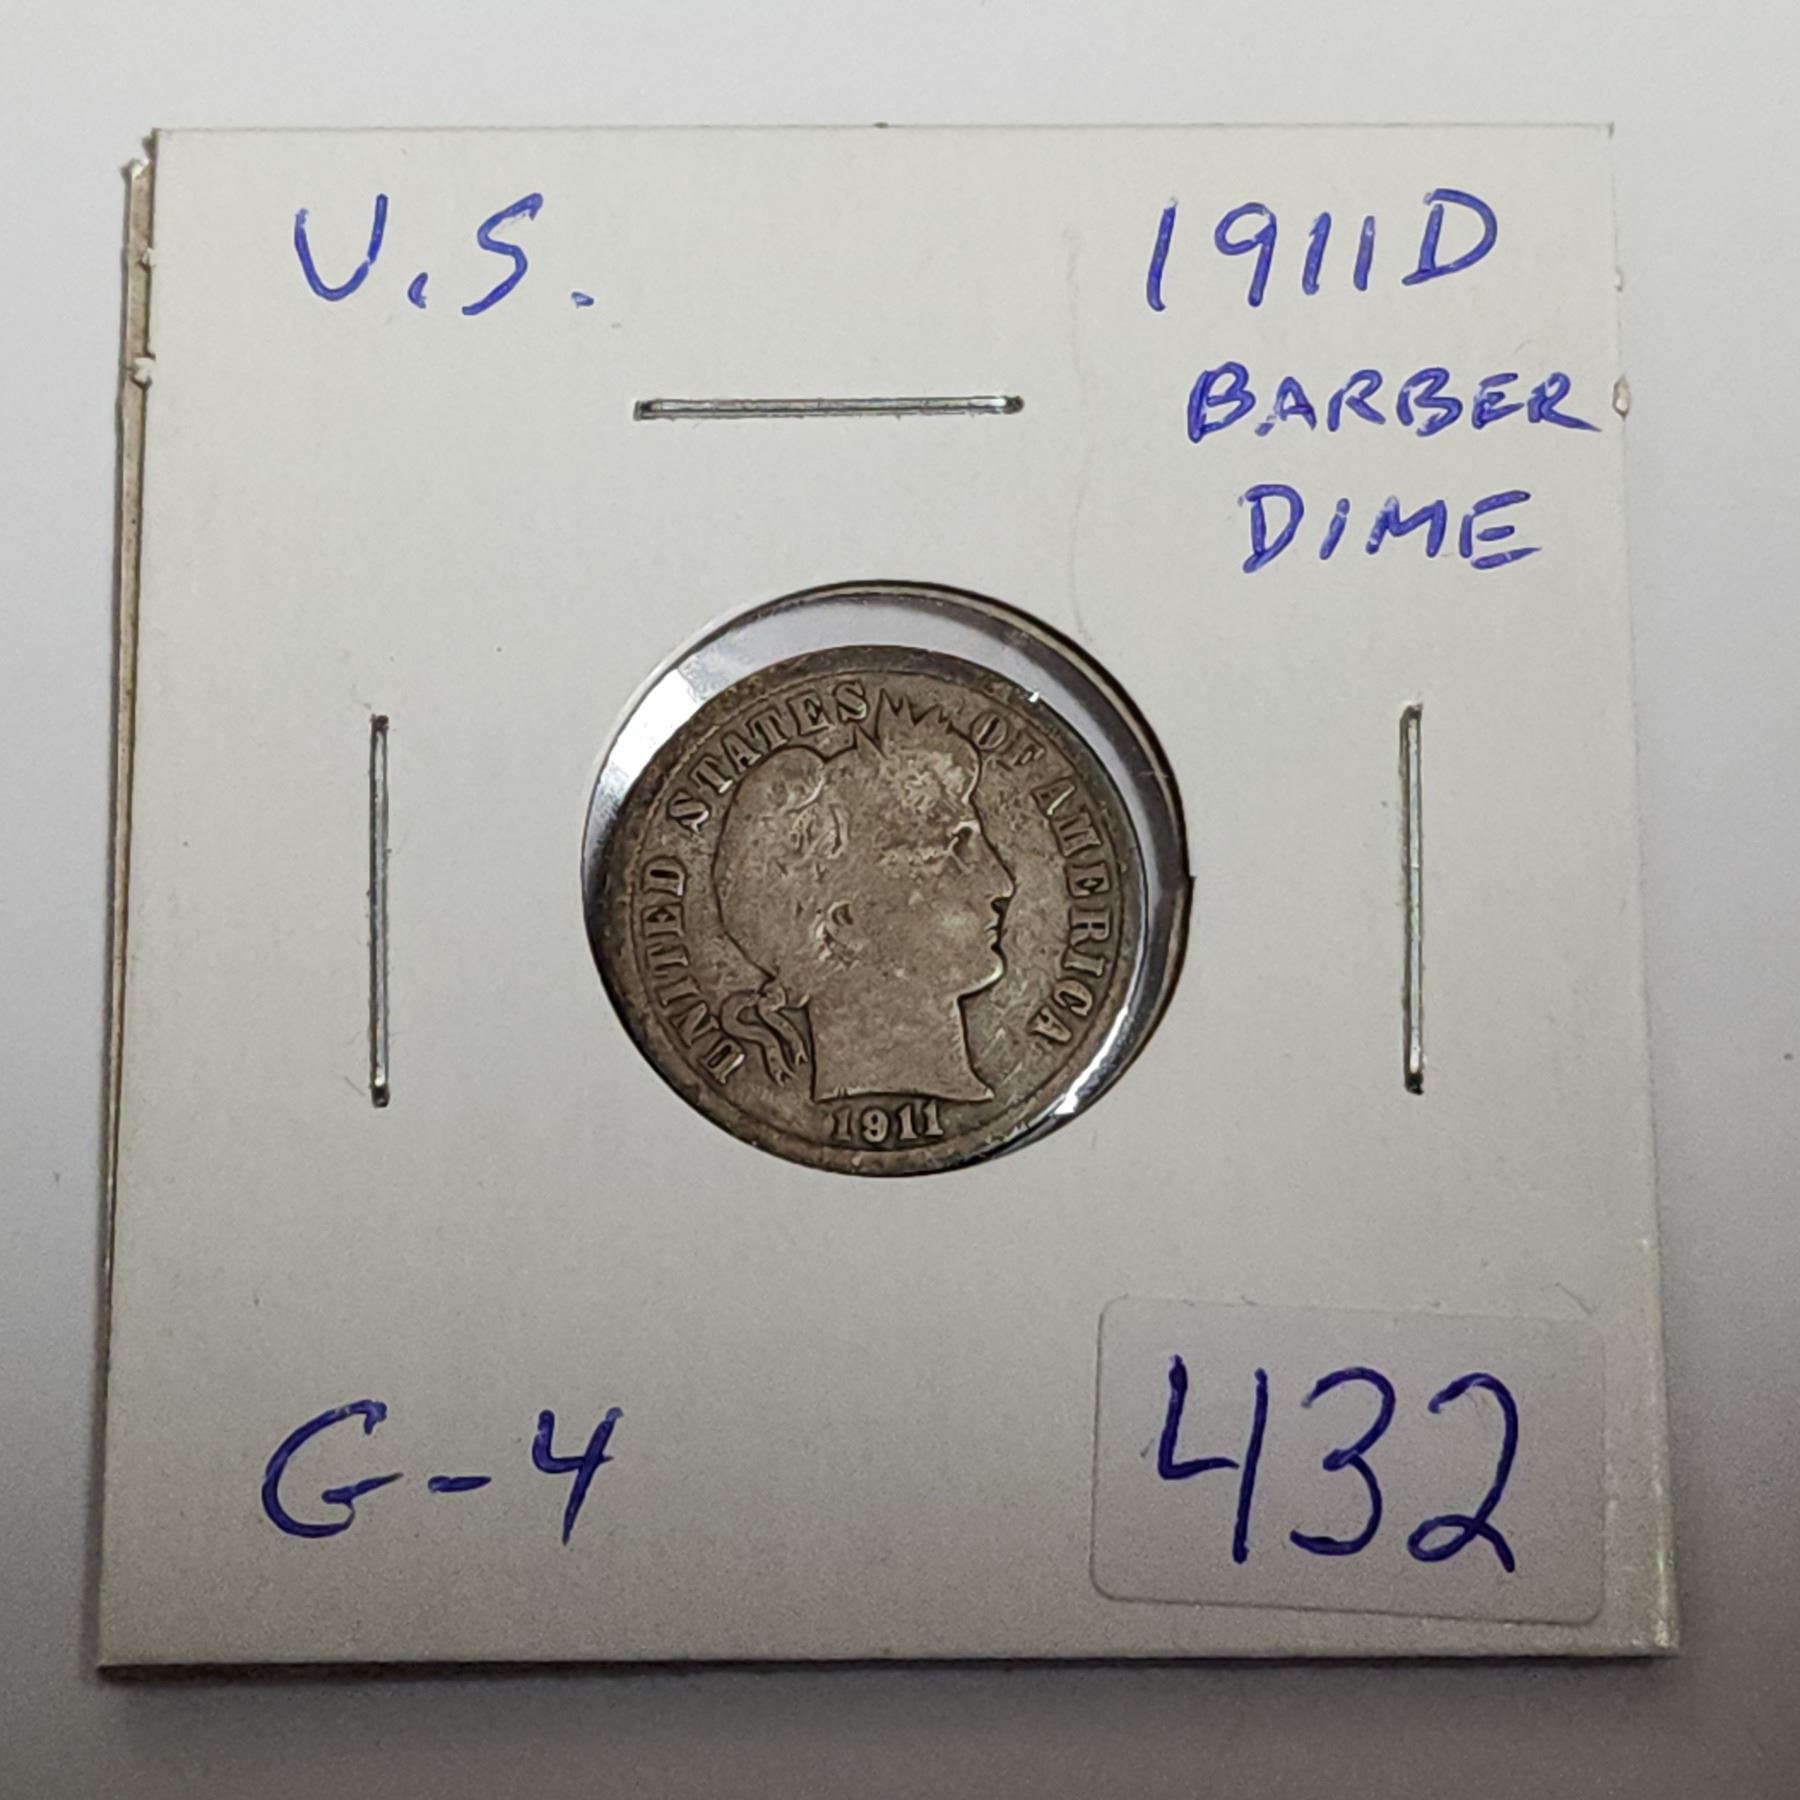 U.S.
1911D
BARBER
DIME
UNITED STATES OF AMERICA
1911
G-4
432